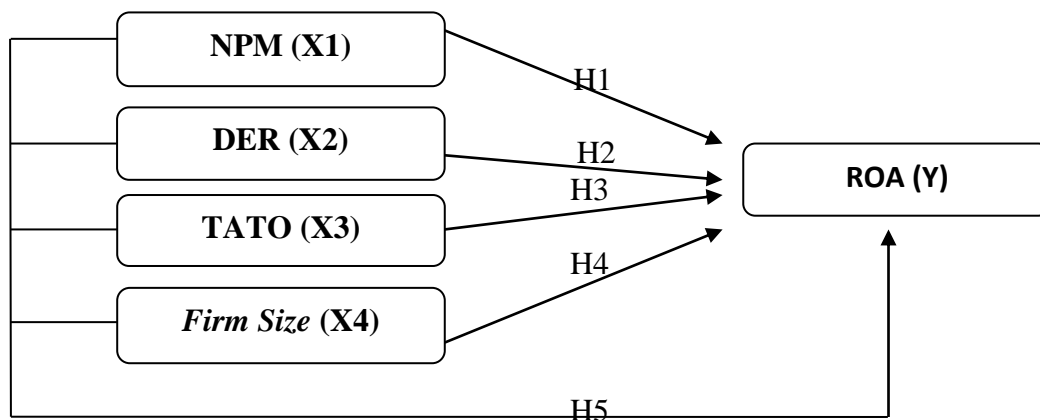 NPM (X1)
H1
DER (X2)
H2
ROA (Y)
H3
TATO (X3)
H4
Firm Size (X4)
H5